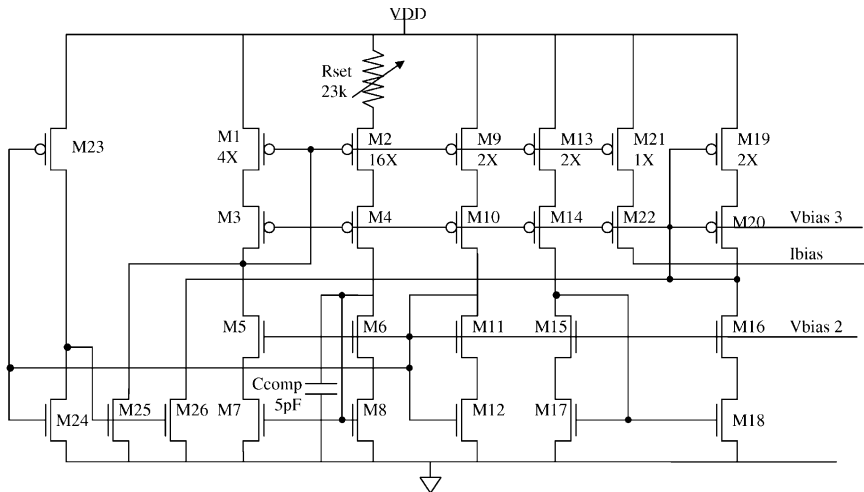 VDD
Rset
23k
M23
M1
4X
M2
16X
M9
2X
M13
2X
M21
1X
M19
2X
M3
M4
M10
M14
M22
M20
Vbias 3
Ibias
M5
M6
M11
M15
M16
Vbias 2
Ccomp
5pF
M24
M25
M26
M7
M8
M12
M17
M18